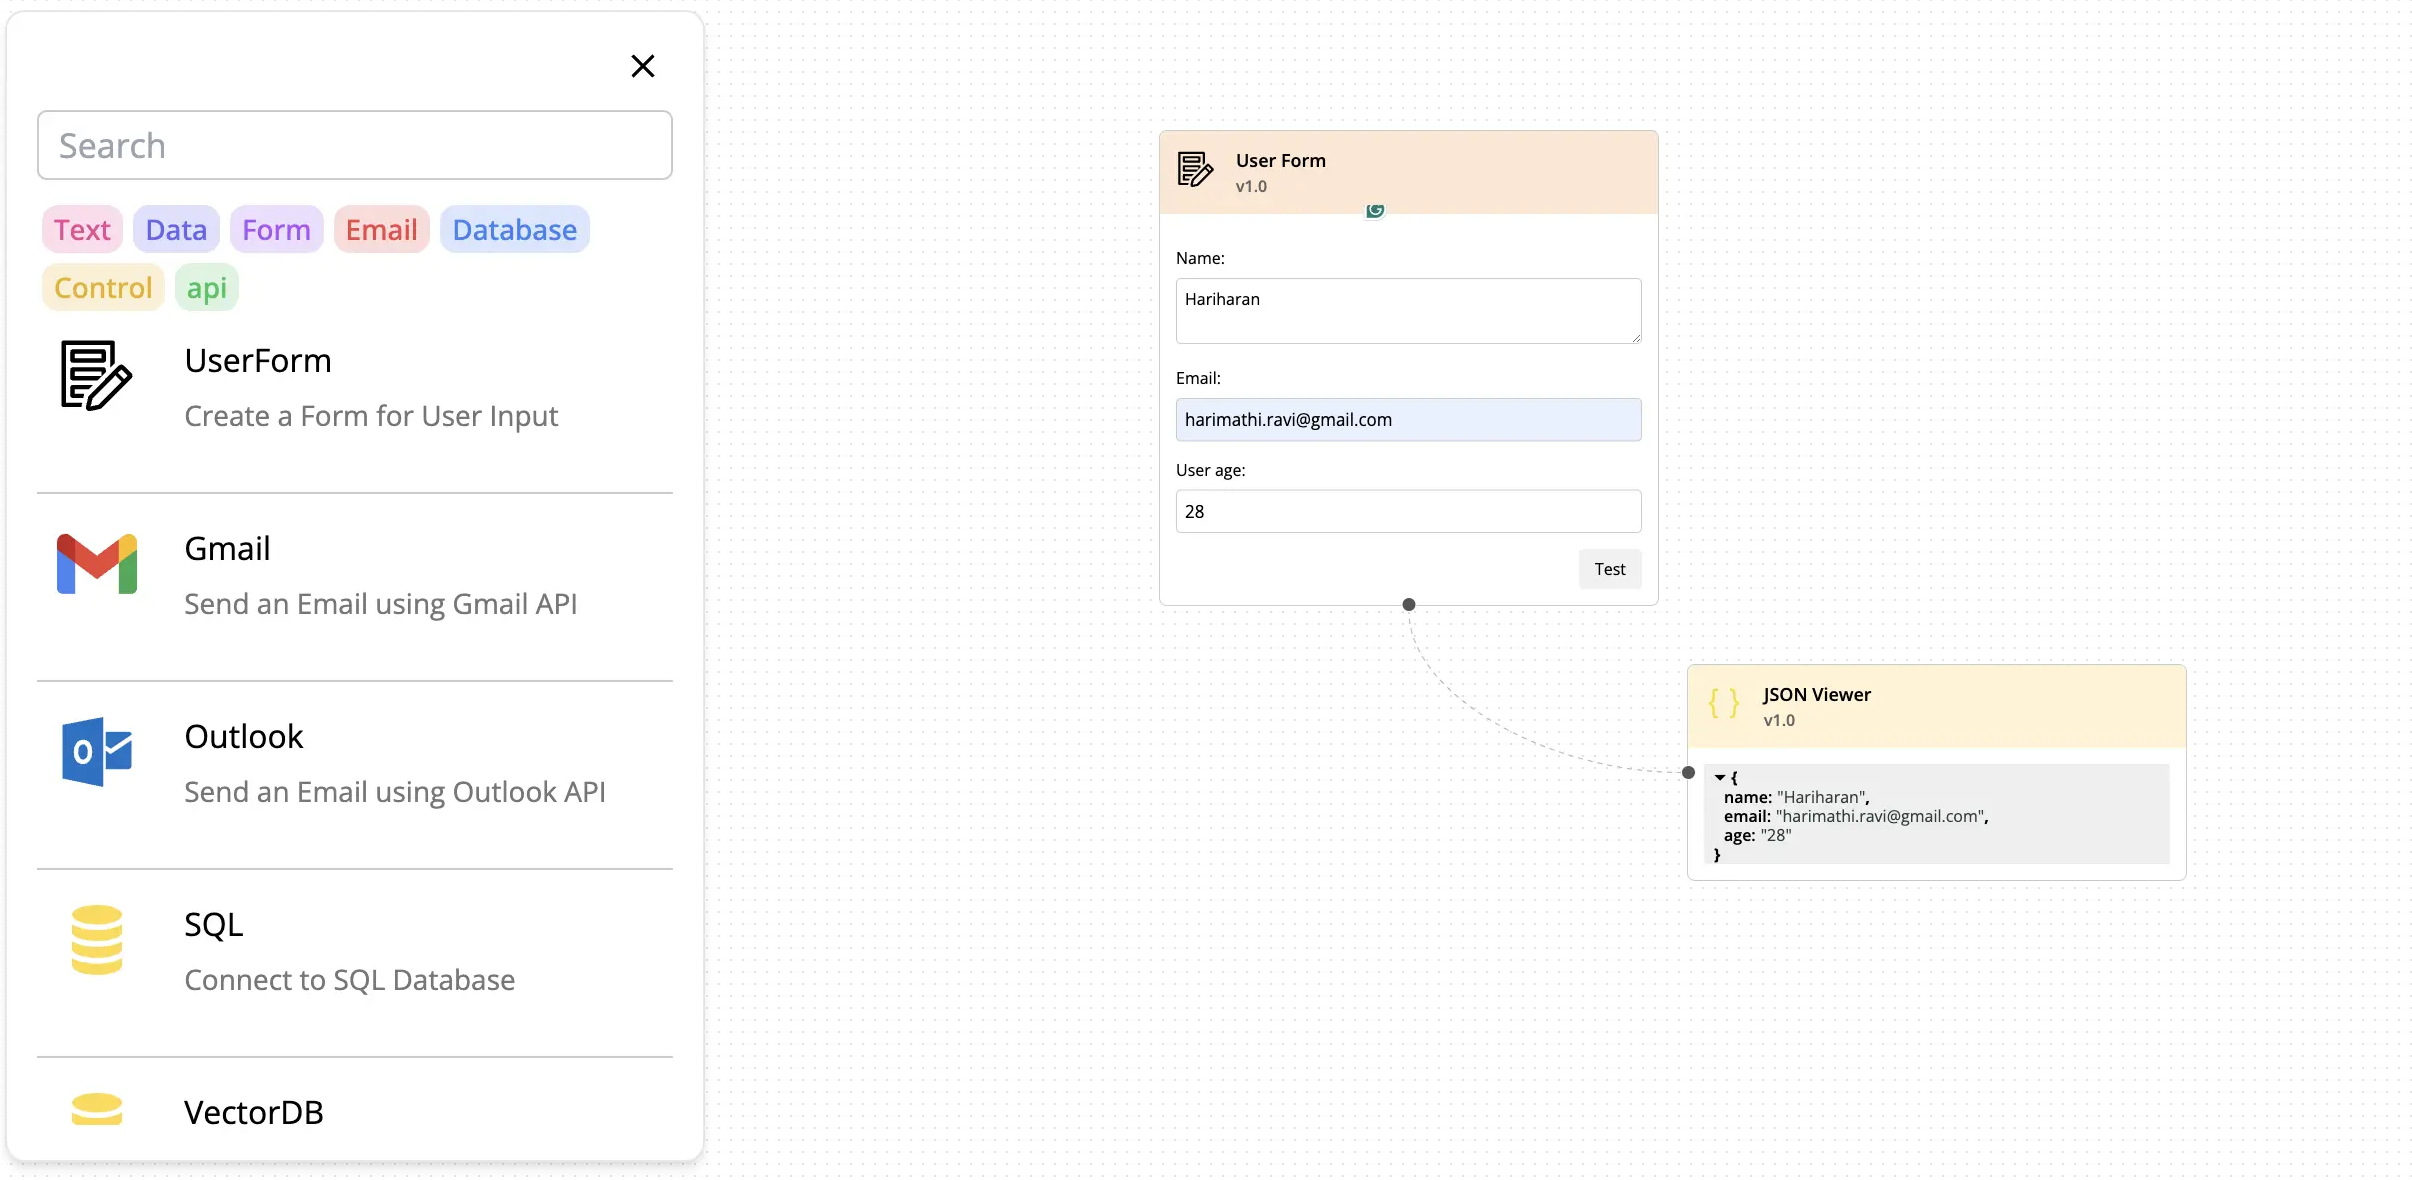 Search
Text Data Form Email Database
Control api
UserForm
Create a Form for User Input
Gmail
Send an Email using Gmail API
Outlook
Send an Email using Outlook API
SQL
Connect to SQL Database
VectorDB
User Form
v1.0
Name:
Hariharan
Email:
harimathi.ravi@gmail.com
User age:
28
Test
{ } JSON Viewer
v1.0
{
name: "Hariharan",
email: "harimathi.ravi@gmail.com",
age: "28"
}